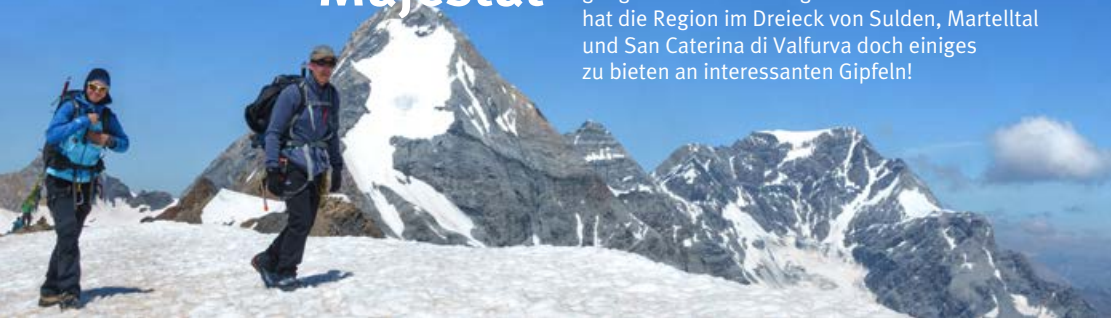 Majestät
hat die Region im Dreieck von Sulden, Martelltal
und San Caterina di Valfurva doch einiges
zu bieten an interessanten Gipfeln!